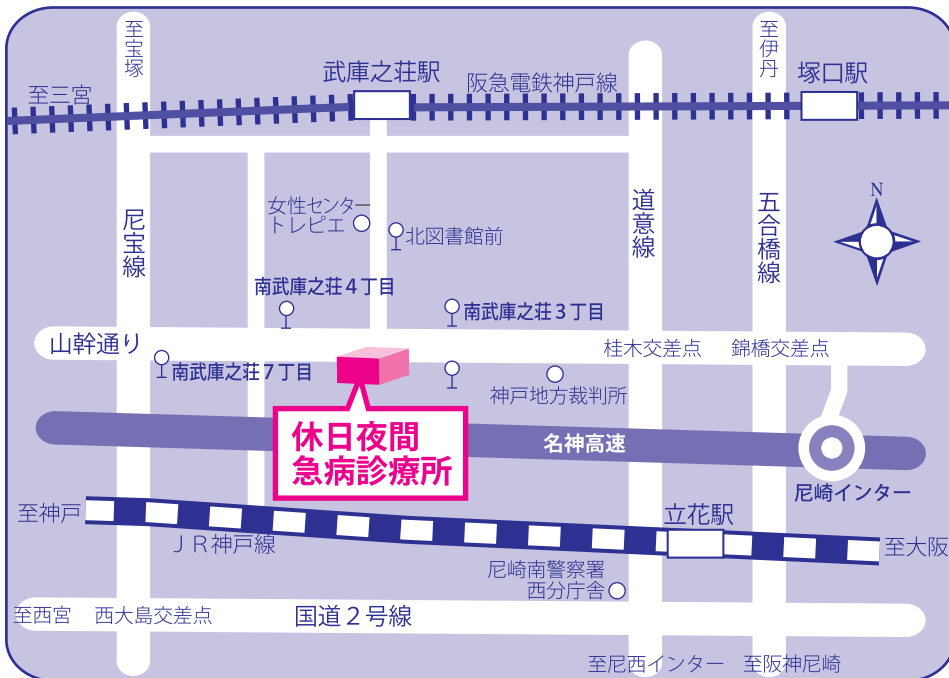 至宝塚
至伊丹
武庫之荘駅
阪急電鉄神戸線
塚口駅
至三宮
N
道意線
五合橋線
尼宝線
女性センター
トレピエ
北図書館前
南武庫之荘4丁目
南武庫之荘3丁目
山幹通り
桂木交差点
錦橋交差点
南武庫之荘7丁目
神戸地方裁判所
休日夜間
急病診療所
名神高速
尼崎インター
至神戸
立花駅
JR神戸線
至大阪
尼崎南警察署
西分庁舎
至西宮
西大島交差点
国道2号線
至尼西インター
至阪神尼崎